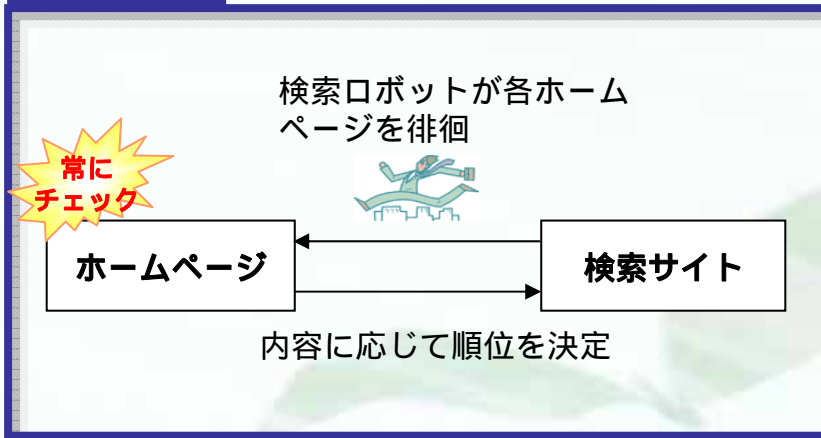 検索ロボットが各ホーム
ページを徘徊
常に
チェック
ホームページ
検索サイト
内容に応じて順位を決定